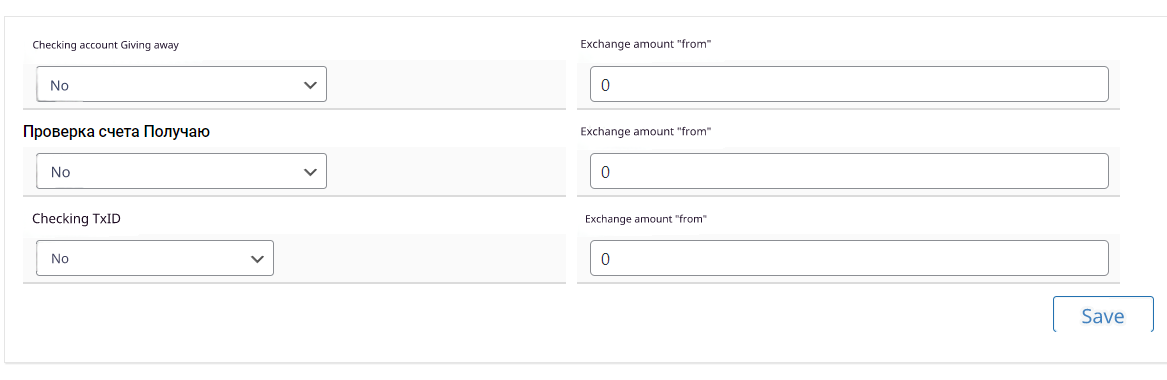 Checking account Giving away
Exchange amount "from"
No
0
Проверка счета Получаю
Exchange amount "from"
No
0
Checking TxID
Exchange amount "from"
No
0
Save